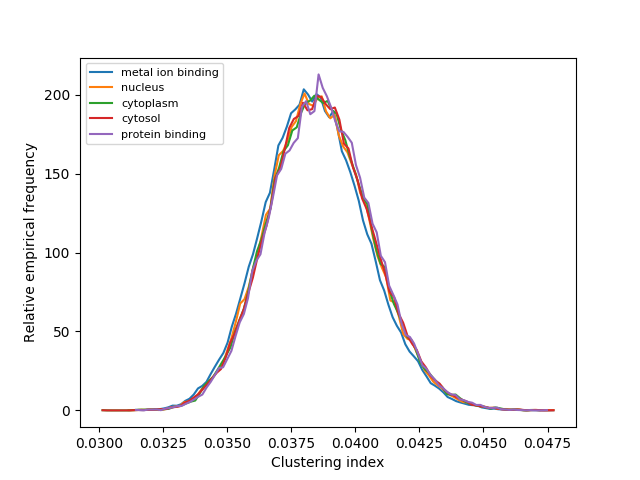 metal ion binding
nucleus
cytoplasm
cytosol
protein binding
200
150
100
50
0
Relative empirical frequency
0.0300 0.0325 0.0350 0.0375 0.0400 0.0425 0.0450 0.0475
Clustering index